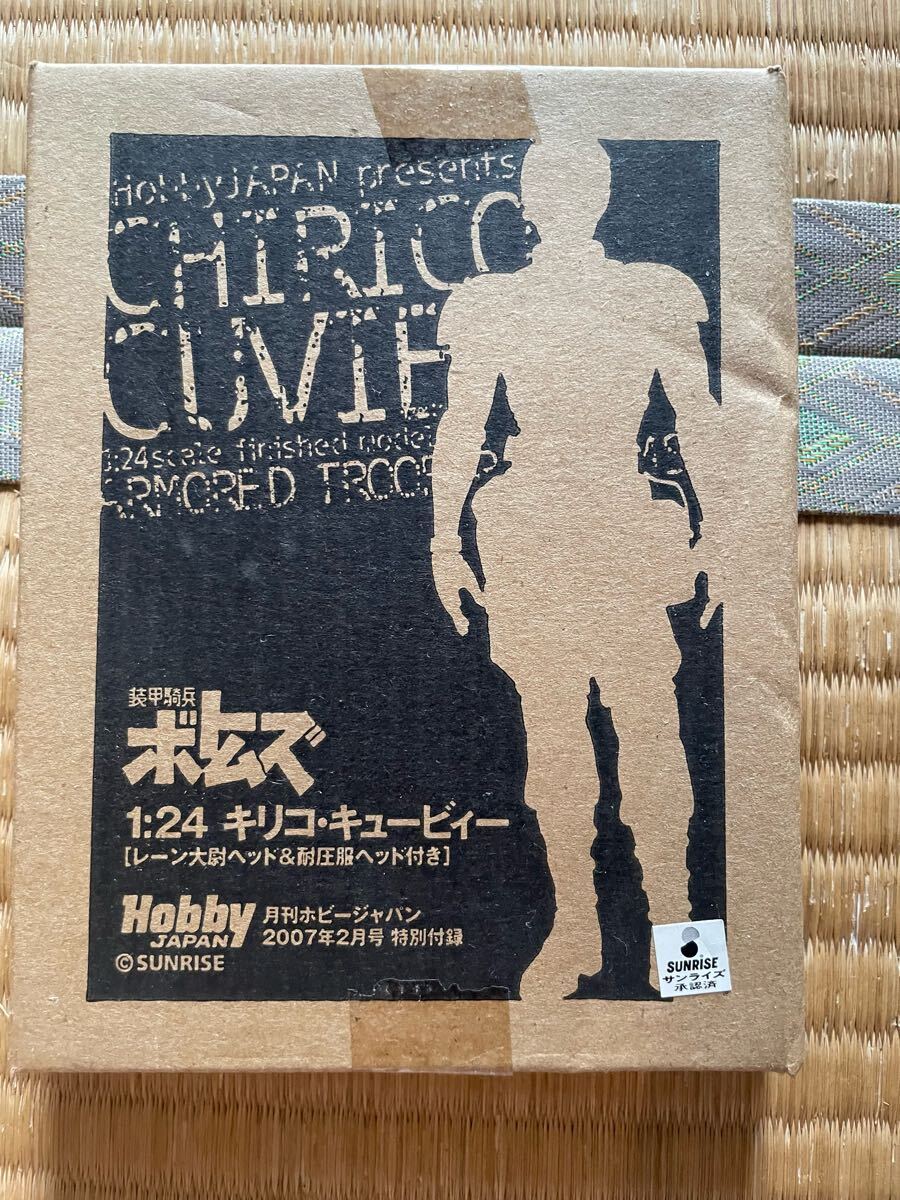 HobbyJAPAN presents
CHIRICO
CUVIE
1:24scale finished model
ARMORED TROOPER
装甲騎兵
ボトムズ
1:24 キリコ・キュービィー
[レーン大尉ヘッド&耐圧服ヘッド付き]
Hobby
JAPAN
月刊ホビージャパン
2007年2月号 特別付録
©SUNRISE
SUNRISE
サンライズ
承認済